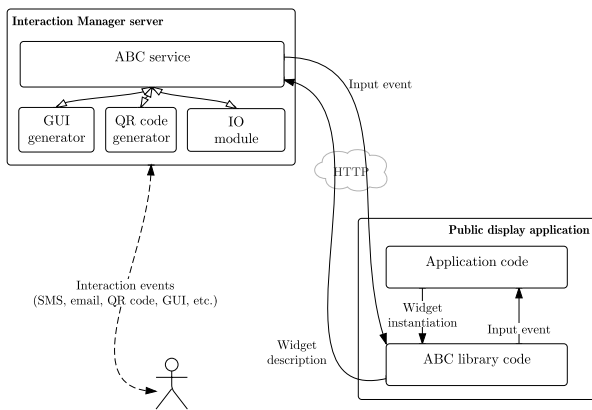 Interaction Manager server
ABC service
GUI
generator
QR code
generator
IO
module
Input event
HTTP
Public display application
Application code
Widget
instantiation
Input event
ABC library code
Interaction events
(SMS, email, QR code, GUI, etc.)
Widget
description